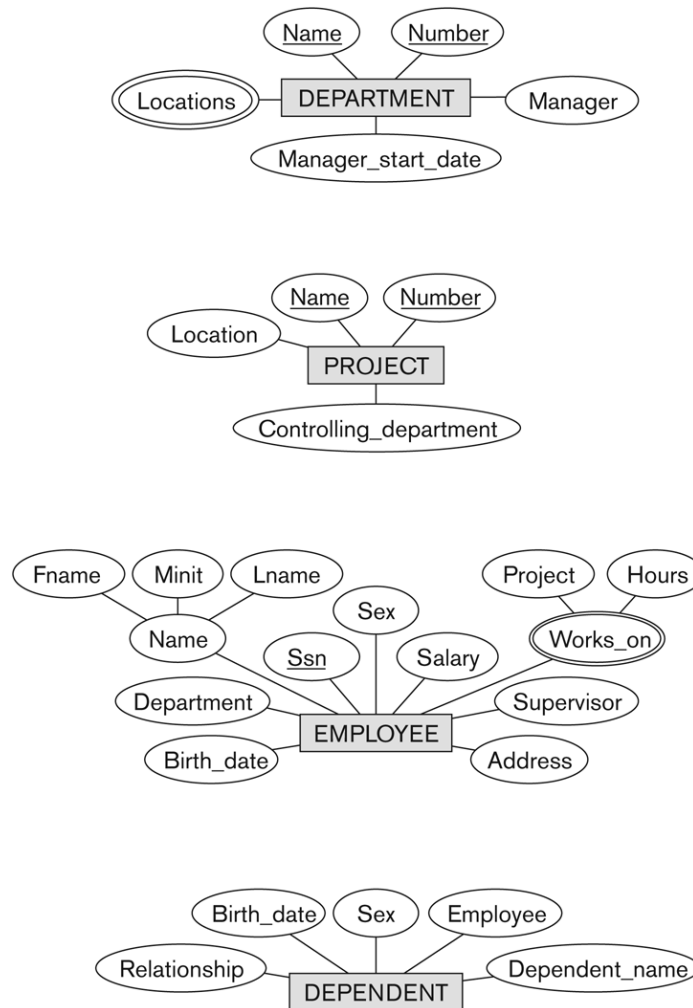 Name Number
Locations DEPARTMENT Manager
Manager_start_date
Name Number
Location
PROJECT
Controlling_department
Fname Minit Lname Project Hours
Sex
Name Works_on
Ssn Salary
Department Supervisor
EMPLOYEE
Birth_date Address
Birth_date Sex Employee
Relationship Dependent_name
DEPENDENT